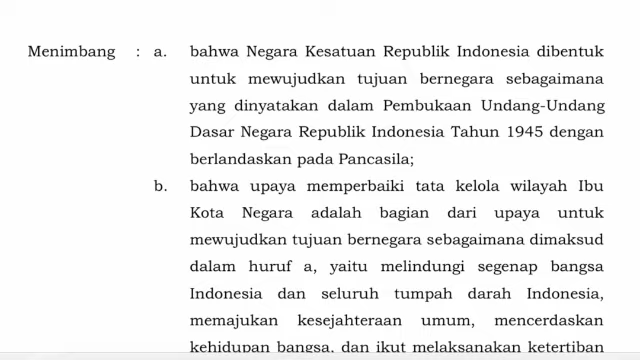 Menimbang : a. bahwa Negara Kesatuan Republik Indonesia dibentuk
untuk mewujudkan tujuan bernegara sebagaimana
yang dinyatakan dalam Pembukaan Undang-Undang
Dasar Negara Republik Indonesia Tahun 1945 dengan
berlandaskan pada Pancasila;
b. bahwa upaya memperbaiki tata kelola wilayah Ibu
Kota Negara adalah bagian dari upaya untuk
mewujudkan tujuan bernegara sebagaimana dimaksud
dalam huruf a, yaitu melindungi segenap bangsa
Indonesia dan seluruh tumpah darah Indonesia,
memajukan kesejahteraan umum, mencerdaskan
kehidupan bangsa, dan ikut melaksanakan ketertiban